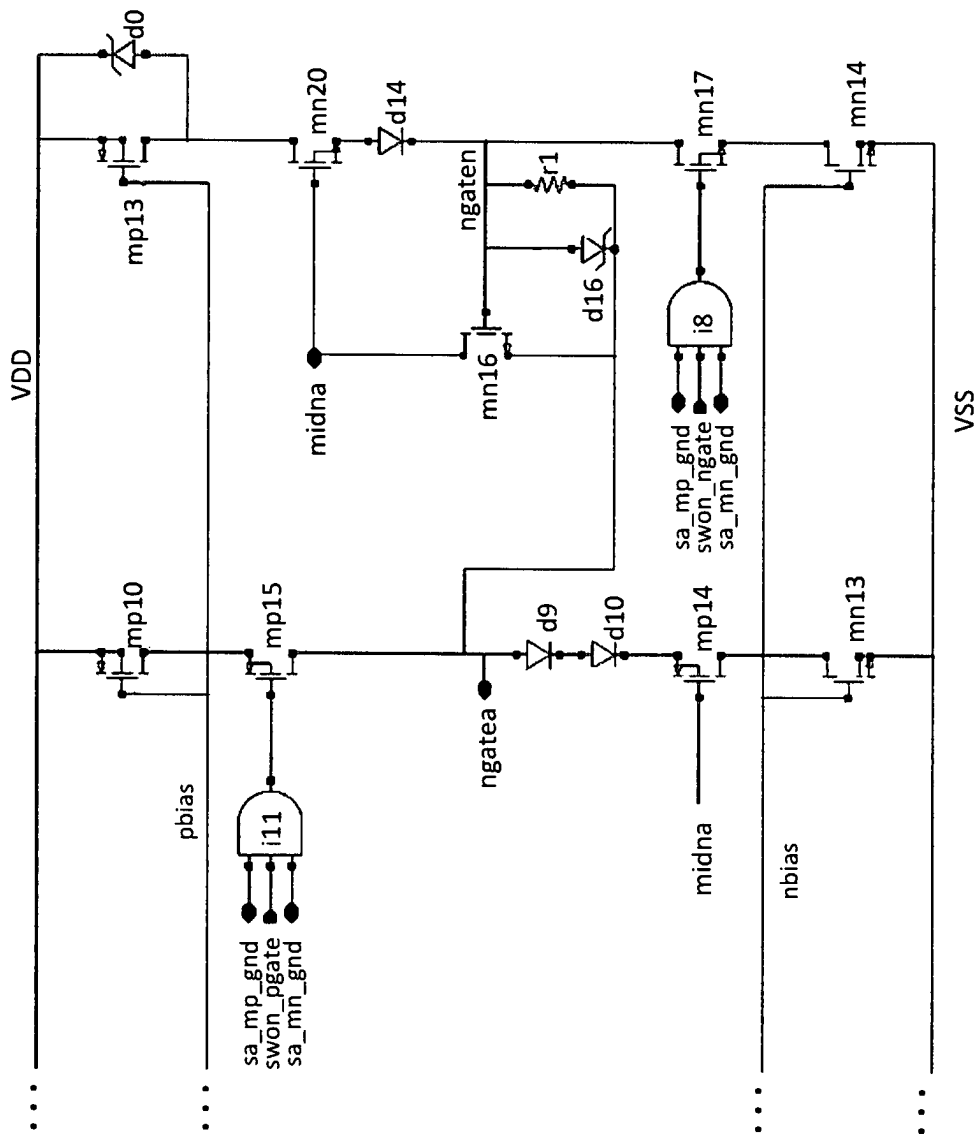 VDD
d0
mp13
mp10
mn20
d14
pbias
mp15
ngaten
r1
midna
mn16
d16
i11
sa_mp_gnd
swon_pgate
sa_mn_gnd
ngatea
d9
d10
mn17
i8
sa_mp_gnd
swon_ngate
sa_mn_gnd
mp14
midna
nbias
mn14
mn13
VSS